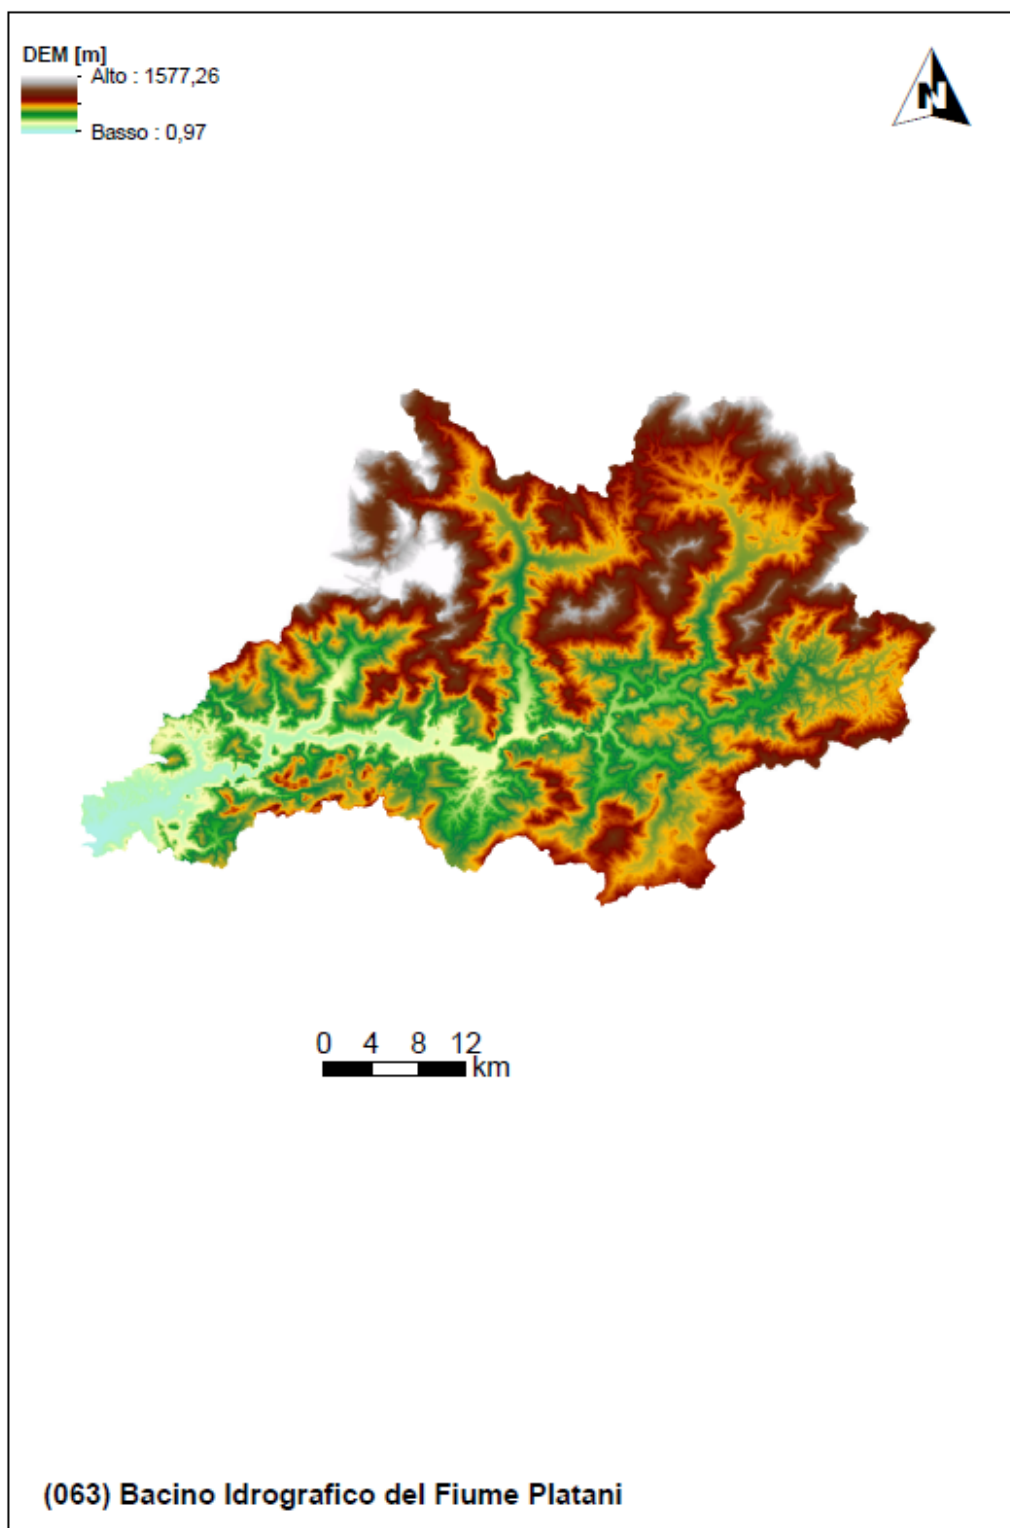 DEM [m]
Alto : 1577,26
Basso : 0,97
N
0 4 8 12
km
(063) Bacino Idrografico del Fiume Platani